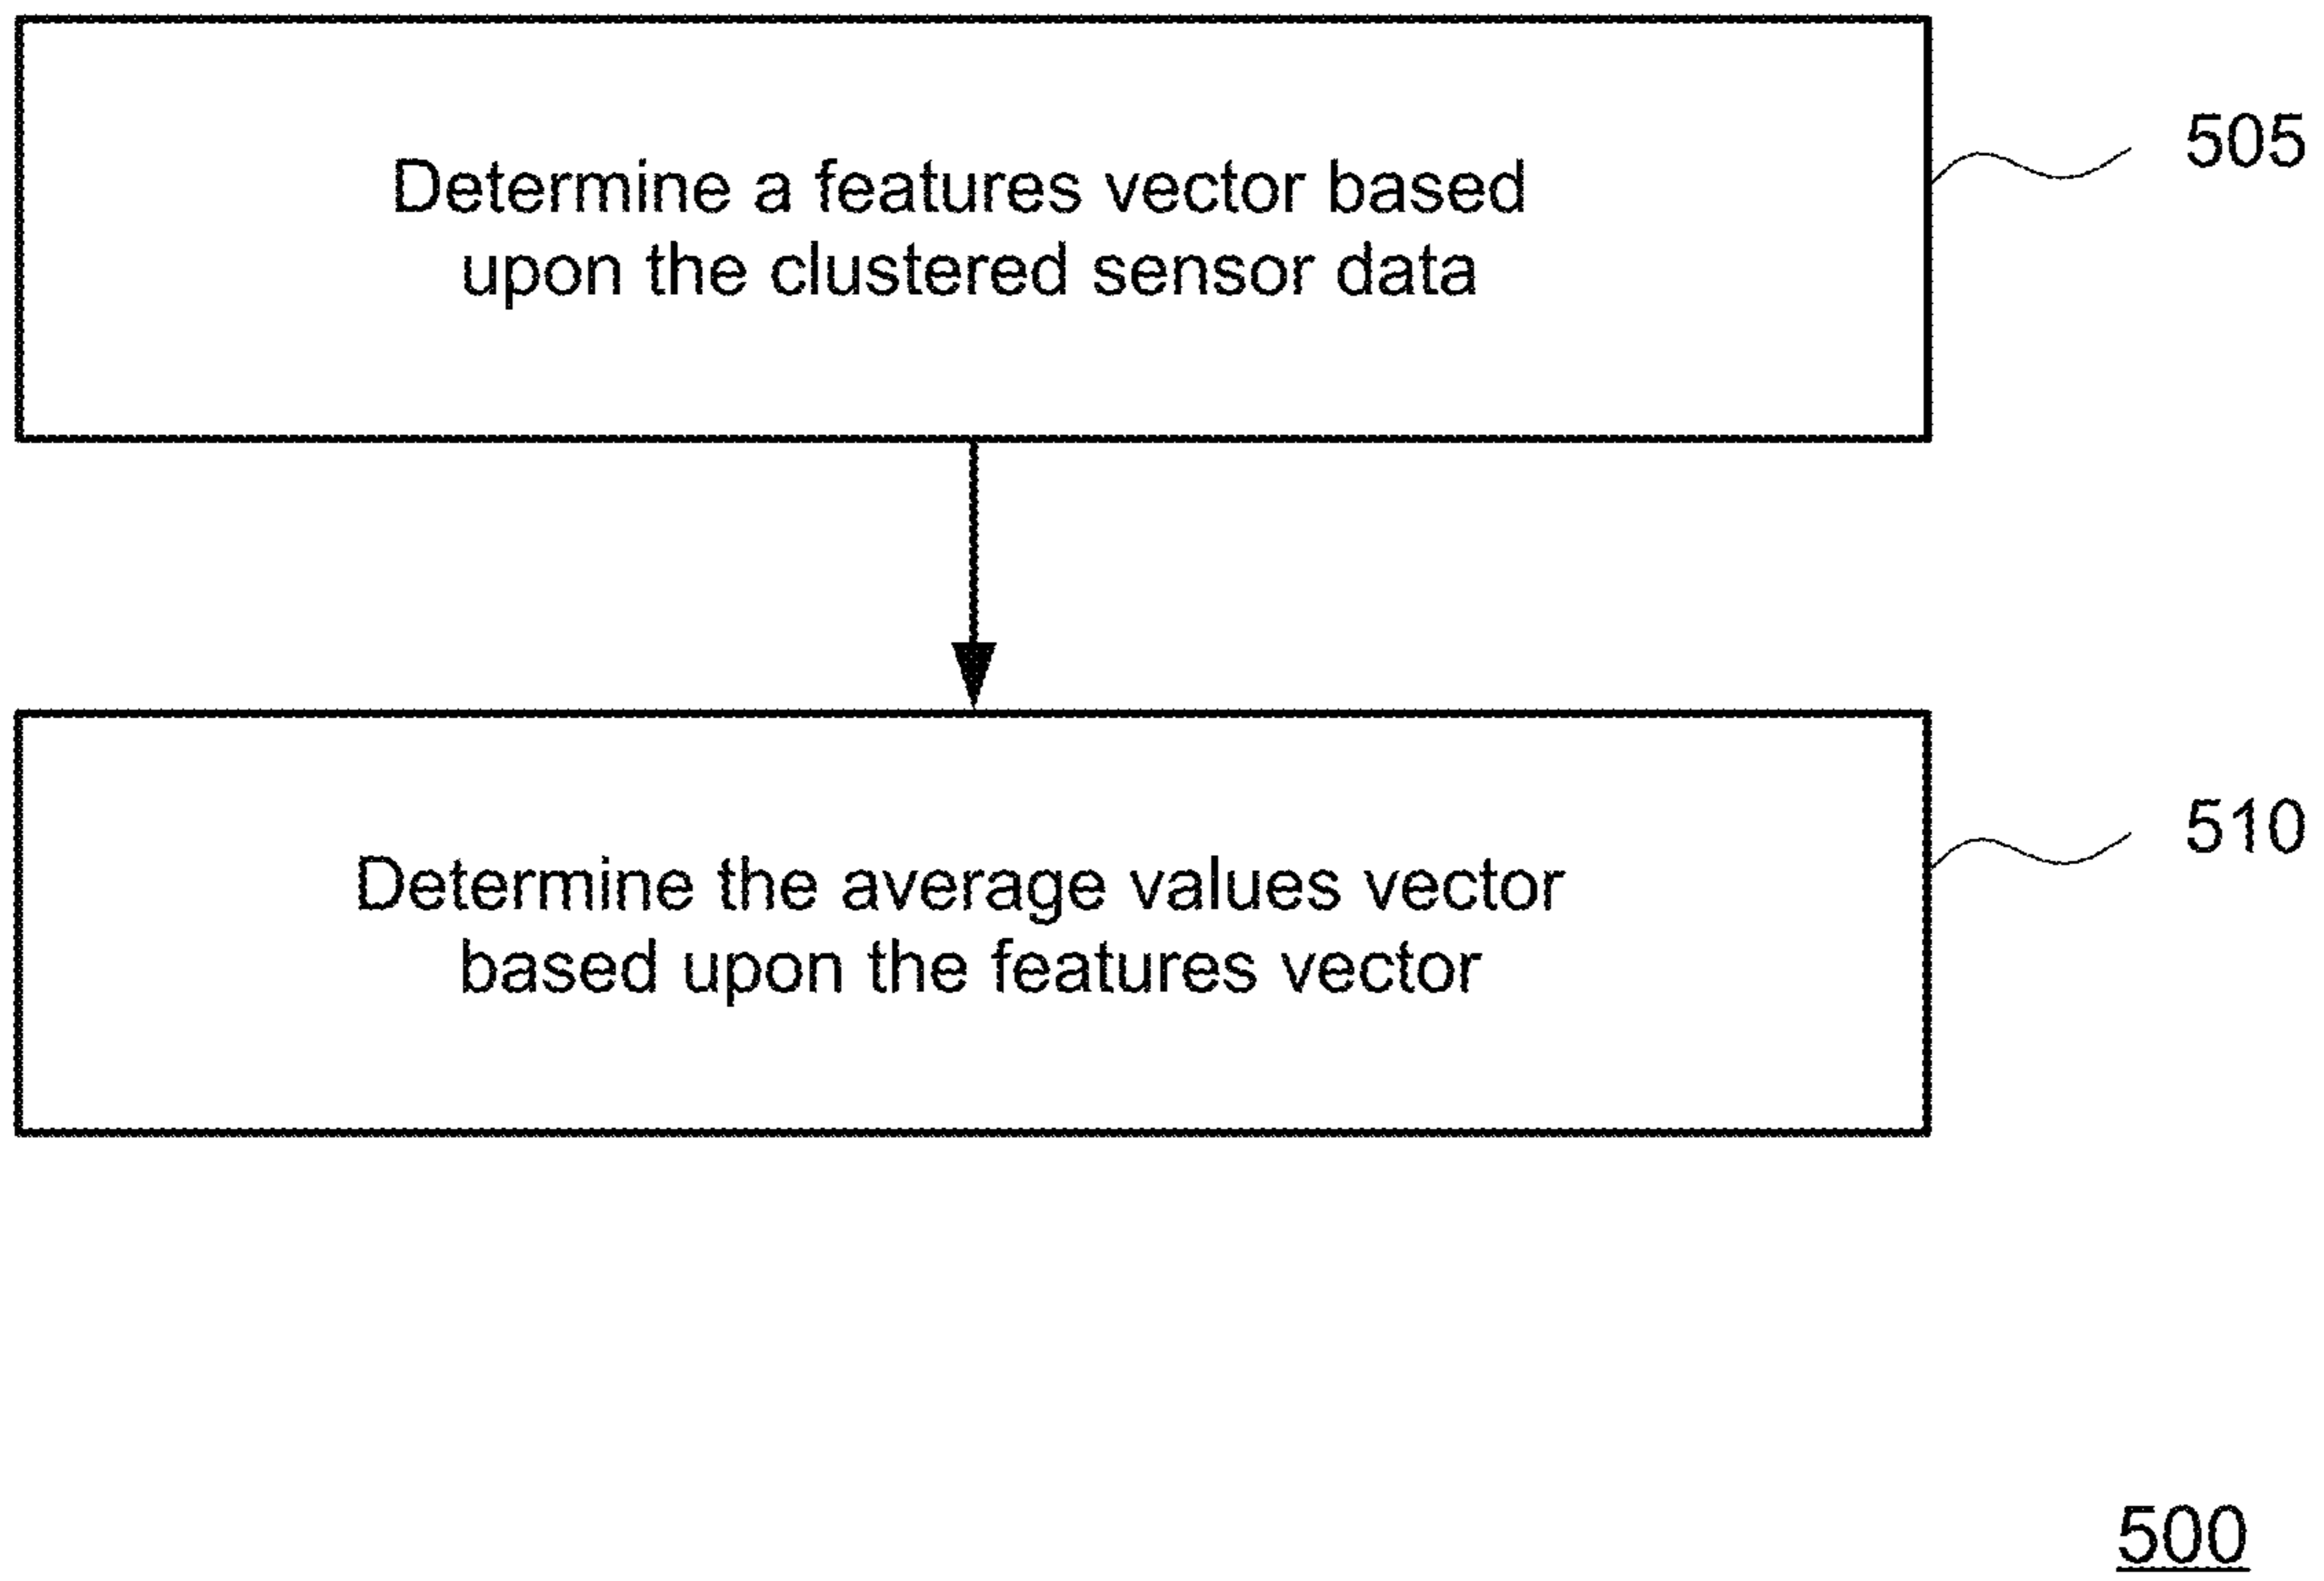 Determine a features vector based
upon the clustered sensor data
505
Determine the average values vector
based upon the features vector
510
500